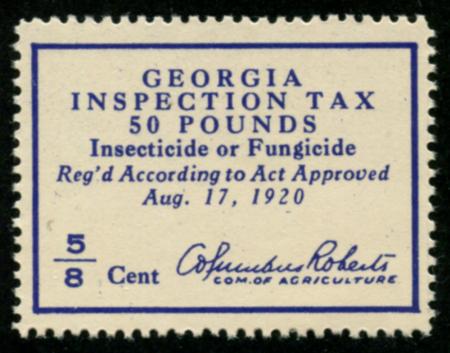 GEORGIA
INSPECTION TAX
50 POUNDS
Insecticide or Fungicide
Reg'd According to Act Approved
Aug. 17, 1920
5/8 Cent
Columbus Roberts
COM. OF AGRICULTURE